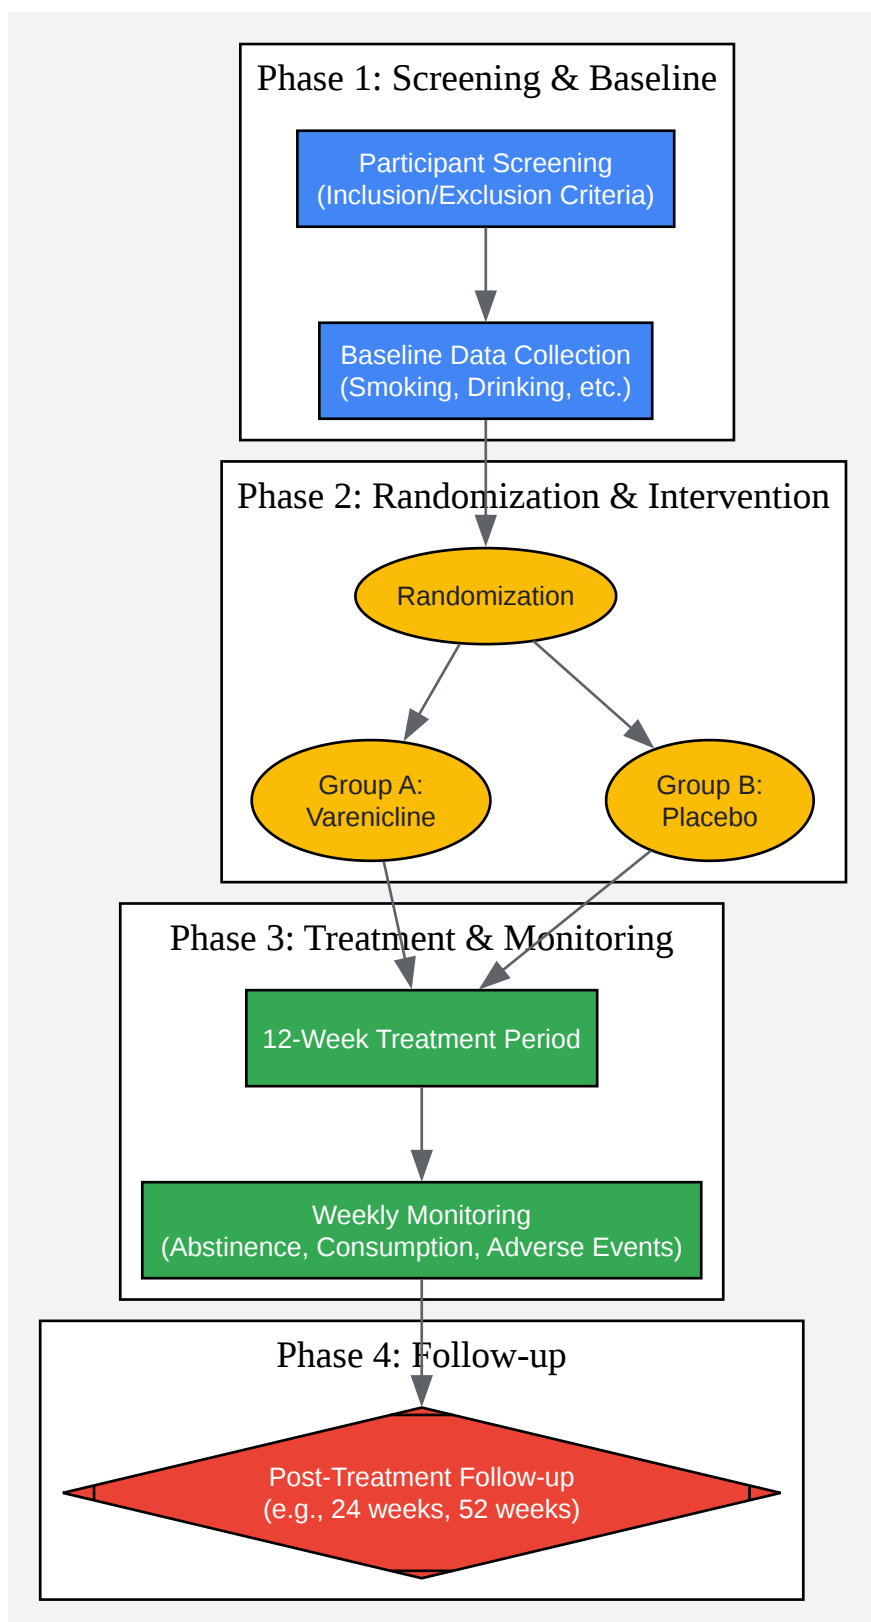 Phase 1: Screening & Baseline
Participant Screening
(Inclusion/Exclusion Criteria)
Baseline Data Collection
(Smoking, Drinking, etc.)
Phase 2: Randomization & Intervention
Randomization
Group A:
Varenicline
Group B:
Placebo
Phase 3: Treatment & Monitoring
12-Week Treatment Period
Weekly Monitoring
(Abstinence, Consumption, Adverse Events)
Phase 4: Follow-up
Post-Treatment Follow-up
(e.g., 24 weeks, 52 weeks)